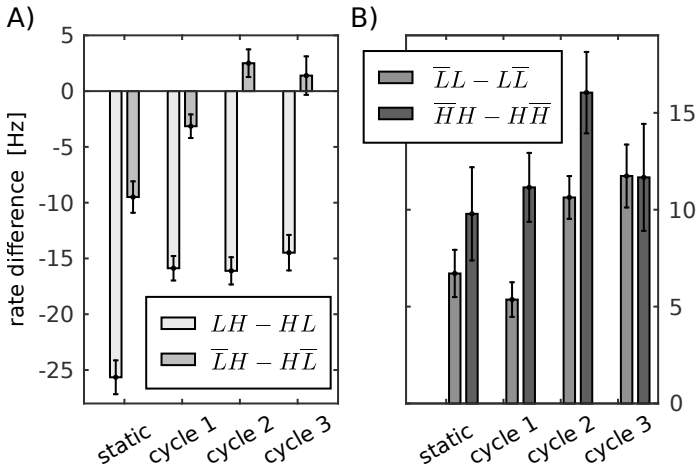 A)
B)
rate difference [Hz]
5
0
-5
-10
-15
-20
-25
LH − HL
L̅H − HL̅
static
cycle 1
cycle 2
cycle 3
L̅L − LL̅
H̅H − HH̅
15
10
5
0
static
cycle 1
cycle 2
cycle 3